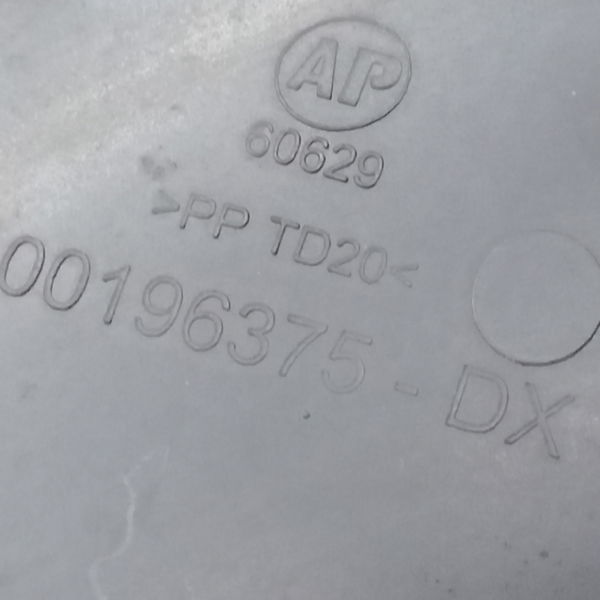 AP
60629
>PP TD20<
00196375 - DX